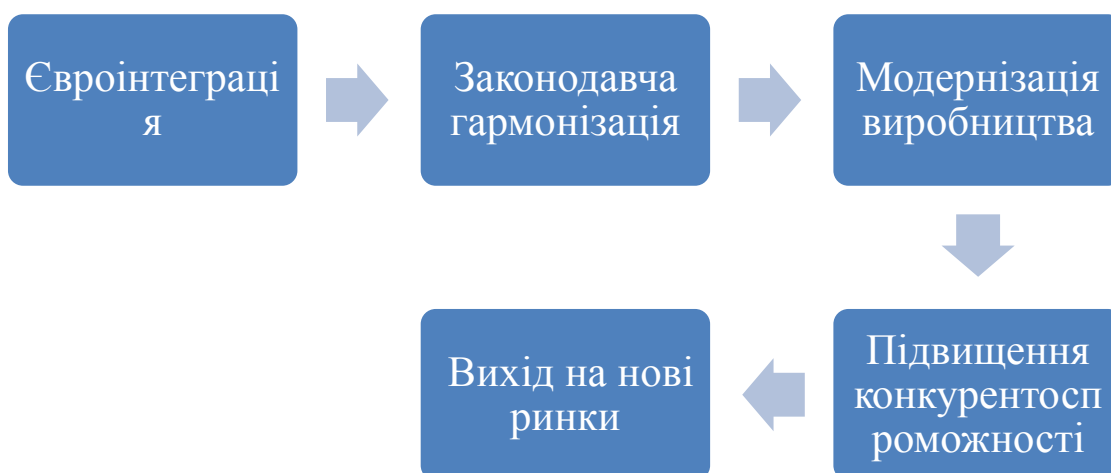 Євроінтеграці
я
Законодавча
гармонізація
Модернізація
виробництва
Підвищення
конкурентосп
роможності
Вихід на нові
ринки